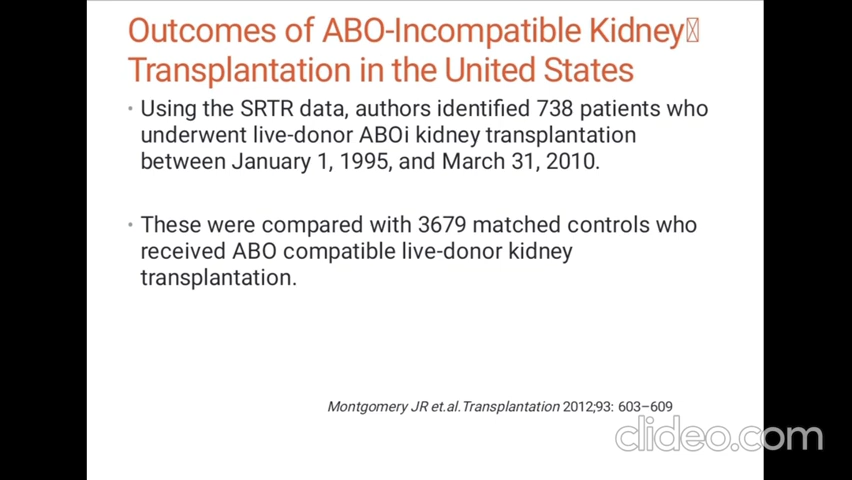 Outcomes of ABO-Incompatible Kidney
Transplantation in the United States
• Using the SRTR data, authors identified 738 patients who
underwent live-donor ABOi kidney transplantation
between January 1, 1995, and March 31, 2010.
• These were compared with 3679 matched controls who
received ABO compatible live-donor kidney
transplantation.
Montgomery JR et.al.Transplantation 2012;93: 603–609
clideo.com